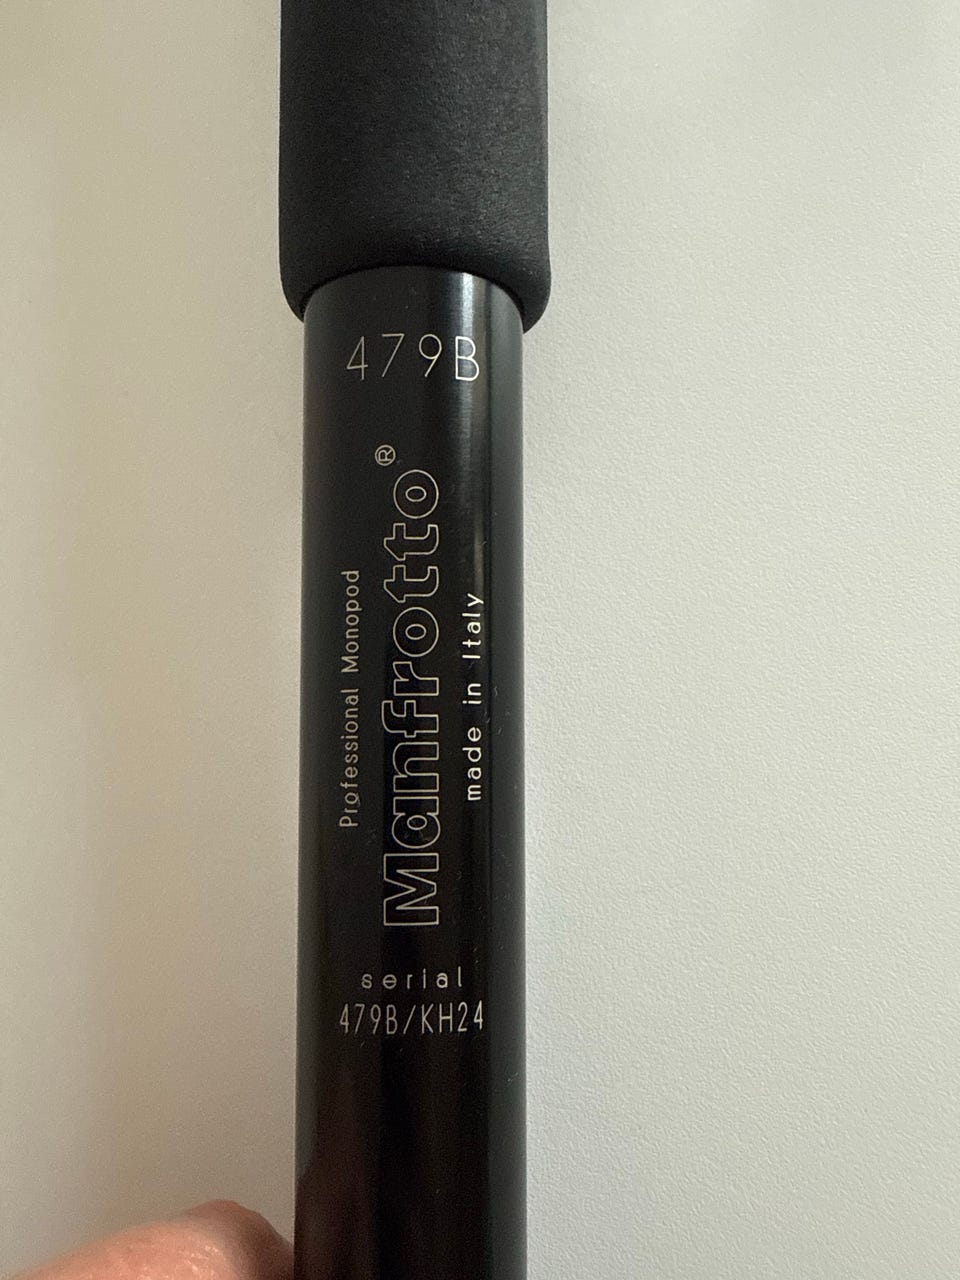 479B
Professional Monopod
Manfrotto®
made in Italy
serial
479B/KH24